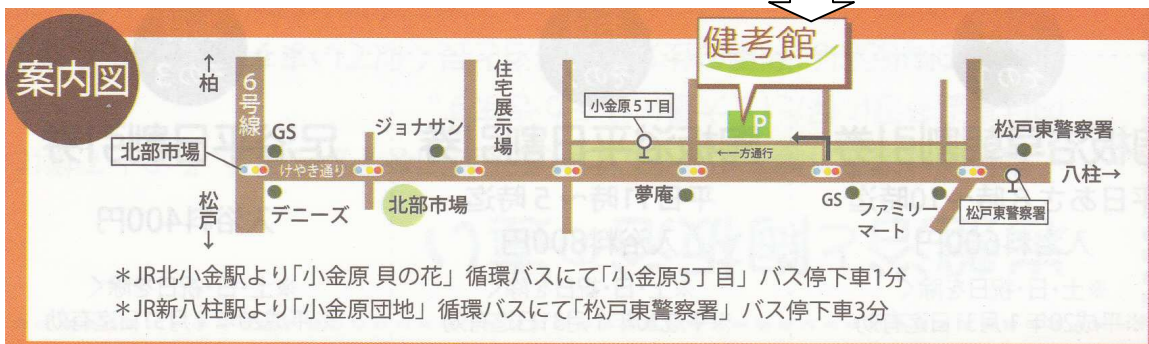 案内図
↑
柏
6号線
松戸
↓
北部市場
GS
けやき通り
デニーズ
ジョナサン
北部市場
住宅展示場
小金原5丁目
健考館
P
←一方通行
夢庵
GS
ファミリー
マート
松戸東警察署
八柱→
松戸東警察署
＊JR北小金駅より「小金原 貝の花」循環バスにて「小金原5丁目」バス停下車1分
＊JR新八柱駅より「小金原団地」循環バスにて「松戸東警察署」バス停下車3分